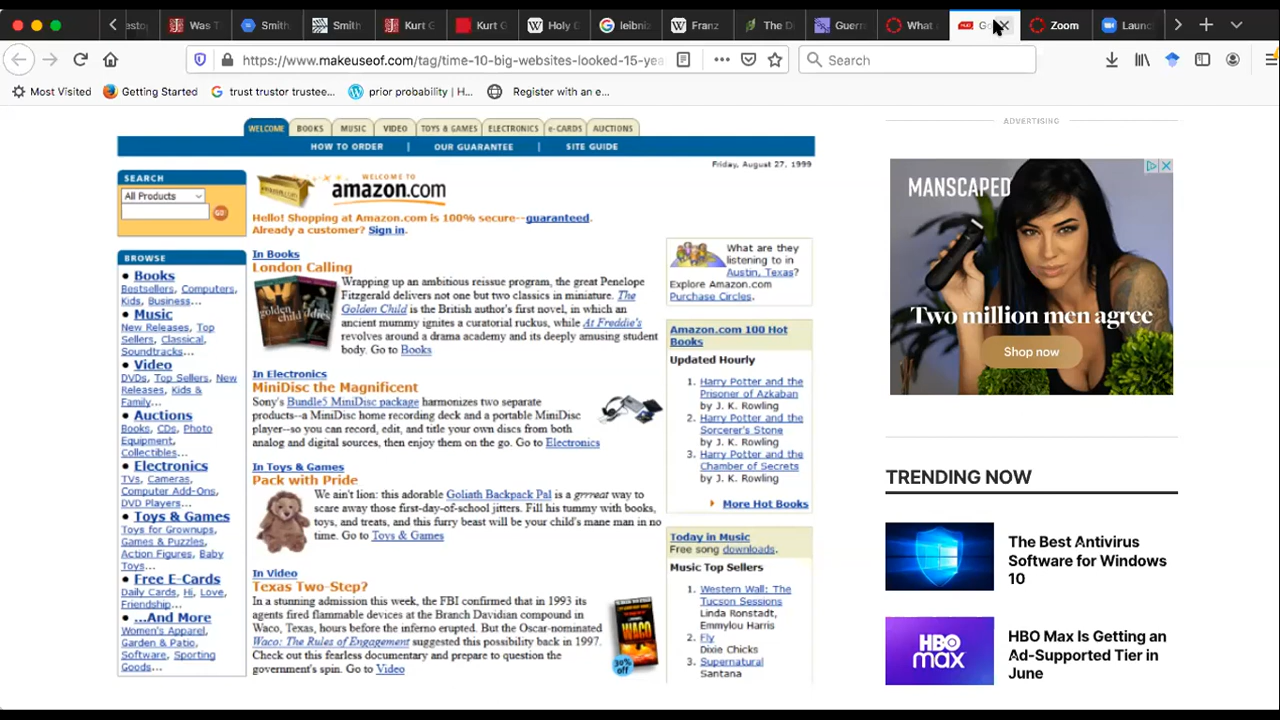 estop
Was T
Smith
Smith
Kurt G
Kurt G
Holy G
leibniz
Franz
The Di
Guerra
What
Go
Zoom
Launc
https://www.makeuseof.com/tag/time-10-big-websites-looked-15-yea
Search
Most Visited
Getting Started
trust trustor trustee...
prior probability | H...
Register with an e...
WELCOME BOOKS MUSIC VIDEO TOYS & GAMES ELECTRONICS e-CARDS AUCTIONS
HOW TO ORDER | OUR GUARANTEE | SITE GUIDE
Friday, August 27, 1999
SEARCH
All Products
GO!
BROWSE
• Books
Bestsellers, Computers,
Kids, Business...
• Music
New Releases, Top
Sellers, Classical,
Soundtracks...
• Video
DVDs, Top Sellers, New
Releases, Kids &
Family...
• Auctions
Books, CDs, Photo
Equipment,
Collectibles...
• Electronics
TVs, Cameras,
Computer Add-Ons,
DVD Players...
• Toys & Games
Toys for Grownups,
Games & Puzzles,
Action Figures, Baby
Toys...
• Free E-Cards
Daily Cards, Hi, Love,
Friendship...
• ...And More
Women's Apparel,
Garden & Patio,
Software, Sporting
Goods...
WELCOME TO
amazon.com
Hello! Shopping at Amazon.com is 100% secure--guaranteed.
Already a customer? Sign in.
In Books
London Calling
golden child
Wrapping up an ambitious reissue program, the great Penelope
Fitzgerald delivers not one but two classics in miniature. The
Golden Child is the British author's first novel, in which an
ancient mummy ignites a curatorial ruckus, while At Freddie's
revolves around a drama academy and its deeply amusing student
body. Go to Books
In Electronics
MiniDisc the Magnificent
Sony's Bundle5 MiniDisc package harmonizes two separate
products--a MiniDisc home recording deck and a portable MiniDisc
player--so you can record, edit, and title your own discs from both
analog and digital sources, then enjoy them on the go. Go to Electronics
In Toys & Games
Pack with Pride
We ain't lion: this adorable Goliath Backpack Pal is a grrreat way to
scare away those first-day-of-school jitters. Fill his tummy with books,
toys, and treats, and this furry beast will be your child's mane man in no
time. Go to Toys & Games
In Video
Texas Two-Step?
In a stunning admission this week, the FBI confirmed that in 1993 its
agents fired flammable devices at the Branch Davidian compound in
Waco, Texas, hours before the inferno erupted. But the Oscar-nominated
Waco: The Rules of Engagement suggested this possibility back in 1997.
Check out this fearless documentary and prepare to question the
government's spin. Go to Video
WACO
30%
off
What are they
listening to in
Austin, Texas?
Explore Amazon.com
Purchase Circles.
Amazon.com 100 Hot
Books
Updated Hourly
1. Harry Potter and the
Prisoner of Azkaban
by J. K. Rowling
2. Harry Potter and the
Sorcerer's Stone
by J. K. Rowling
3. Harry Potter and the
Chamber of Secrets
by J. K. Rowling
More Hot Books
Today in Music
Free song downloads.
Music Top Sellers
1. Western Wall: The
Tucson Sessions
Linda Ronstadt,
Emmylou Harris
2. Fly
Dixie Chicks
3. Supernatural
Santana
ADVERTISING
MANSCAPED
Two million men agree
Shop now
TRENDING NOW
The Best Antivirus
Software for Windows
10
HBO
max
HBO Max Is Getting an
Ad-Supported Tier in
June